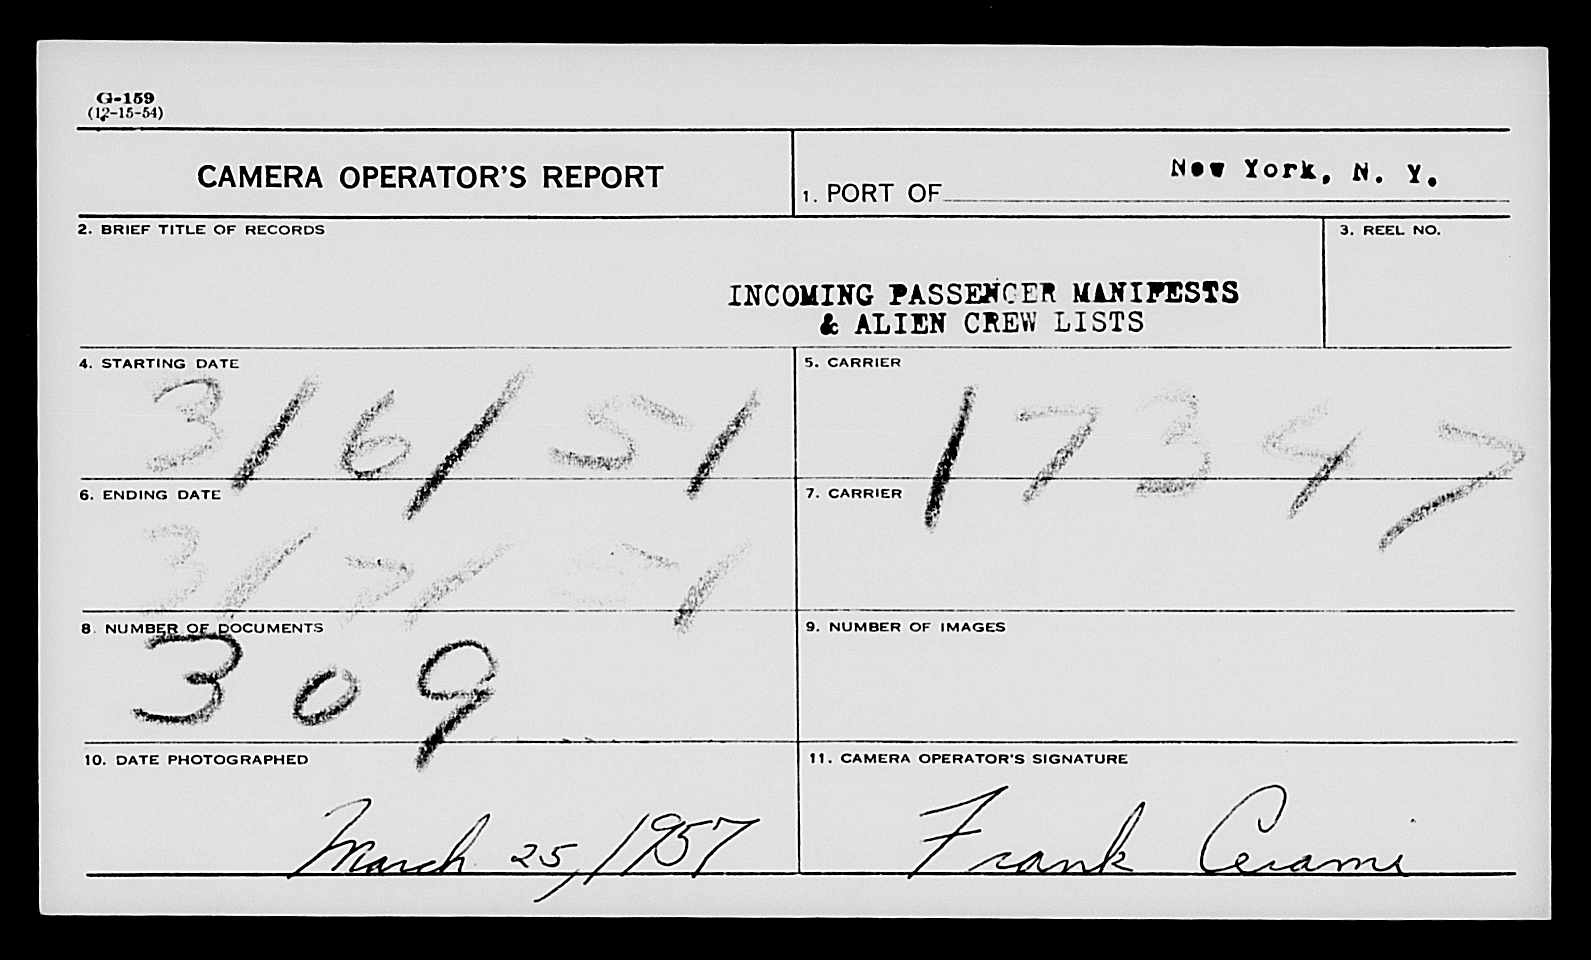 G-159
(12-15-54)
CAMERA OPERATOR'S REPORT
1. PORT OF New York, N. Y.
2. BRIEF TITLE OF RECORDS
3. REEL NO.
INCOMING PASSENGER MANIFESTS
& ALIEN CREW LISTS
4. STARTING DATE
5. CARRIER
3/6/51
17347
6. ENDING DATE
7. CARRIER
3/7/51
8. NUMBER OF DOCUMENTS
9. NUMBER OF IMAGES
309
10. DATE PHOTOGRAPHED
11. CAMERA OPERATOR'S SIGNATURE
March 25, 1957
Frank Cerami